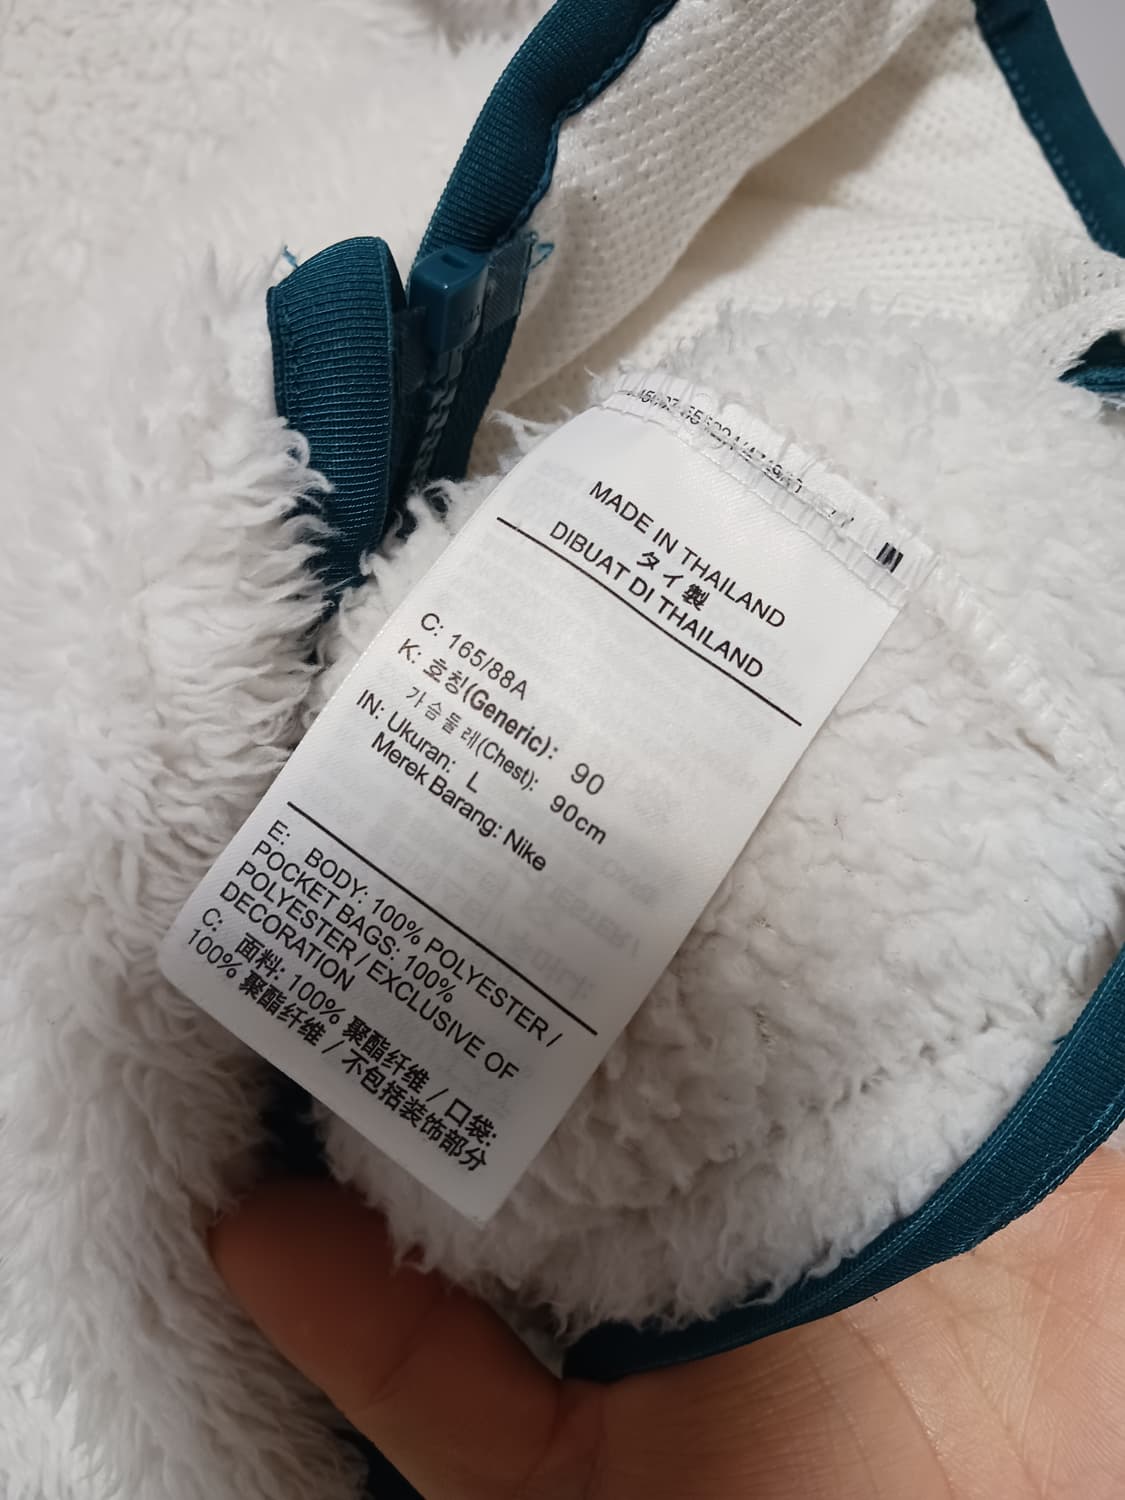 MADE IN THAILAND
タイ製
DIBUAT DI THAILAND
C: 165/88A
K: 호칭(Generic): 90
가슴둘레(Chest): 90cm
IN: Ukuran: L
Merek Barang: Nike
E: BODY: 100% POLYESTER /
POCKET BAGS: 100%
POLYESTER / EXCLUSIVE OF
DECORATION
C: 面料: 100% 聚酯纤维 / 口袋:
100% 聚酯纤维 / 不包括装饰部分